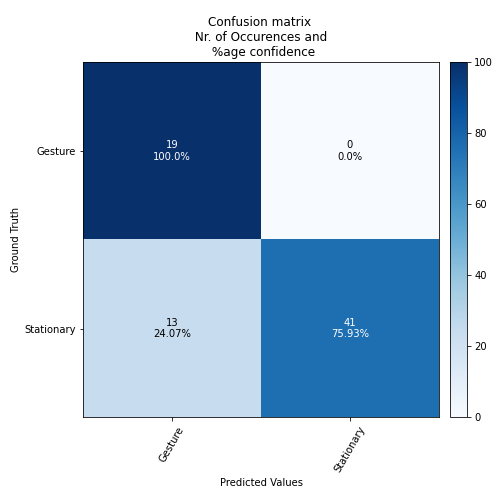 Confusion matrix
Nr. of Occurences and
%age confidence
Ground Truth
Gesture
19
100.0%
0
0.0%
Stationary
13
24.07%
41
75.93%
Gesture
Stationary
Predicted Values
100
80
60
40
20
0